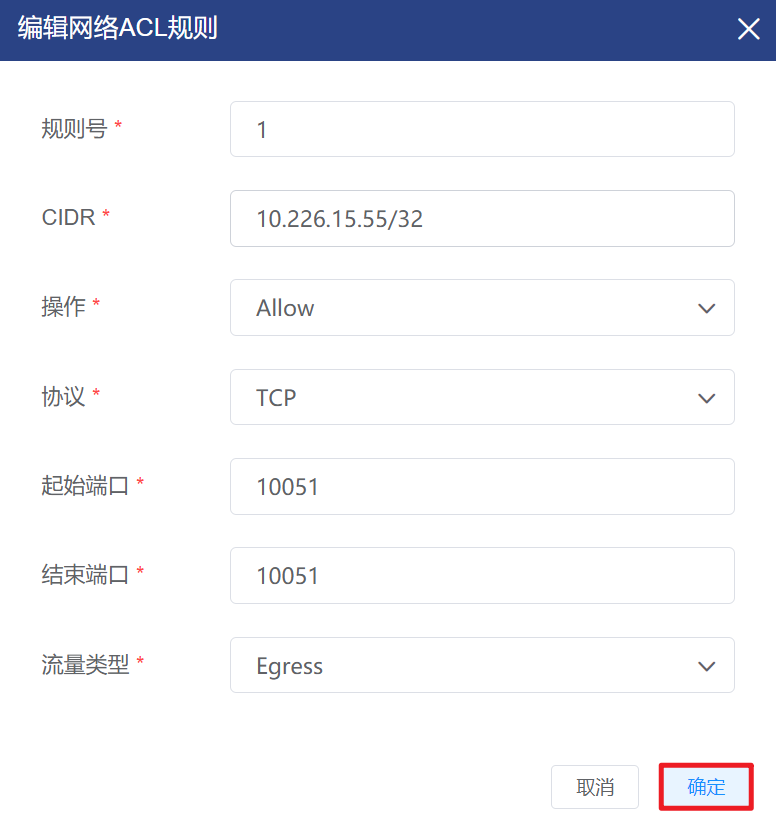 编辑网络ACL规则
规则号 * 1
CIDR * 10.226.15.55/32
操作 * Allow
协议 * TCP
起始端口 * 10051
结束端口 * 10051
流量类型 * Egress
取消 确定